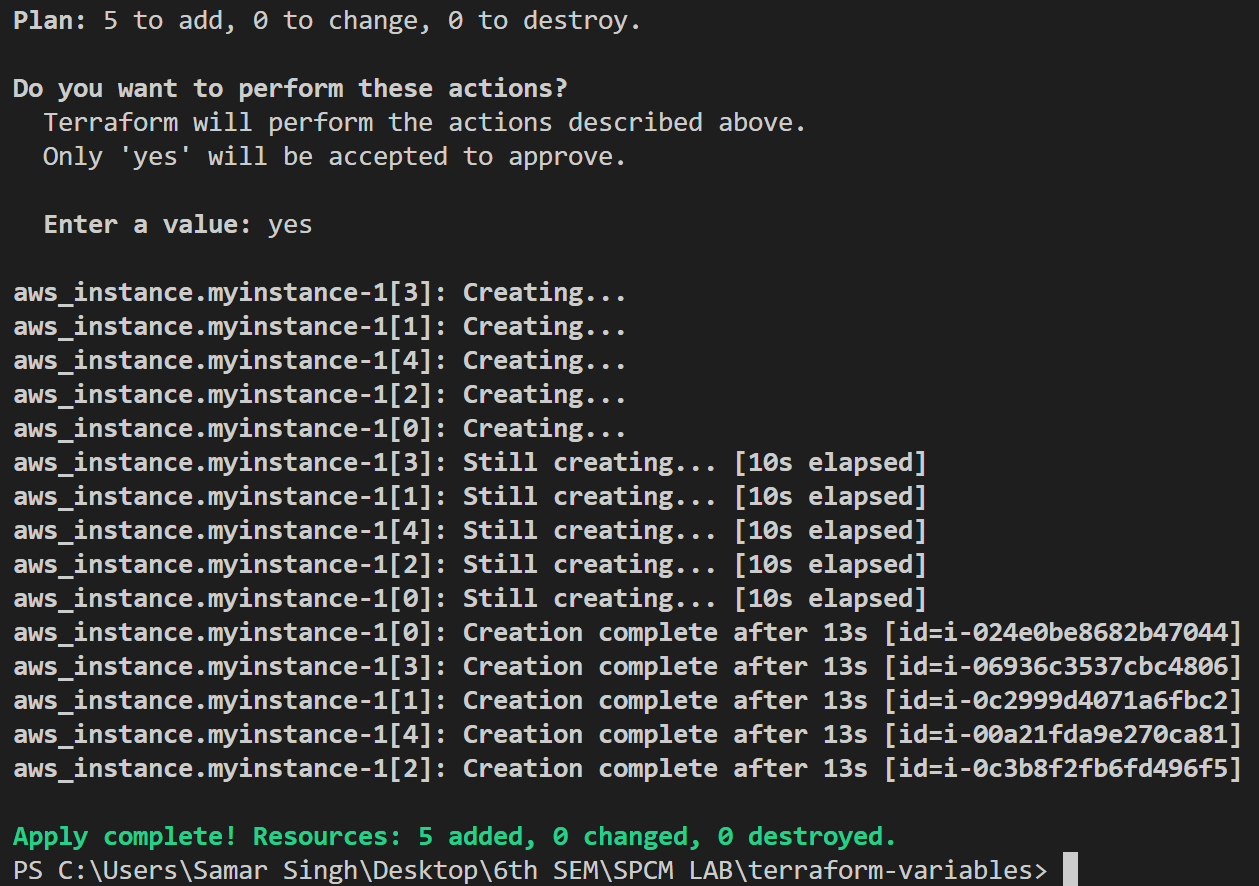 Plan: 5 to add, 0 to change, 0 to destroy.
Do you want to perform these actions?
Terraform will perform the actions described above.
Only 'yes' will be accepted to approve.
Enter a value: yes
aws_instance.myinstance-1[3]: Creating...
aws_instance.myinstance-1[1]: Creating...
aws_instance.myinstance-1[4]: Creating...
aws_instance.myinstance-1[2]: Creating...
aws_instance.myinstance-1[0]: Creating...
aws_instance.myinstance-1[3]: Still creating... [10s elapsed]
aws_instance.myinstance-1[1]: Still creating... [10s elapsed]
aws_instance.myinstance-1[4]: Still creating... [10s elapsed]
aws_instance.myinstance-1[2]: Still creating... [10s elapsed]
aws_instance.myinstance-1[0]: Still creating... [10s elapsed]
aws_instance.myinstance-1[0]: Creation complete after 13s [id=i-024e0be8682b47044]
aws_instance.myinstance-1[3]: Creation complete after 13s [id=i-06936c3537cbc4806]
aws_instance.myinstance-1[1]: Creation complete after 13s [id=i-0c2999d4071a6fbc2]
aws_instance.myinstance-1[4]: Creation complete after 13s [id=i-00a21fda9e270ca81]
aws_instance.myinstance-1[2]: Creation complete after 13s [id=i-0c3b8f2fb6fd496f5]
Apply complete! Resources: 5 added, 0 changed, 0 destroyed.
PS C:\Users\Samar Singh\Desktop\6th SEM\SPCM LAB\terraform-variables>